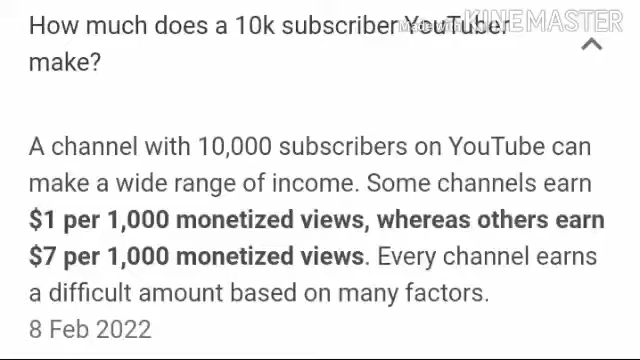 How much does a 10k subscriber YouTuber
make?
Made with KINEMASTER
A channel with 10,000 subscribers on YouTube can
make a wide range of income. Some channels earn
$1 per 1,000 monetized views, whereas others earn
$7 per 1,000 monetized views. Every channel earns
a difficult amount based on many factors.
8 Feb 2022